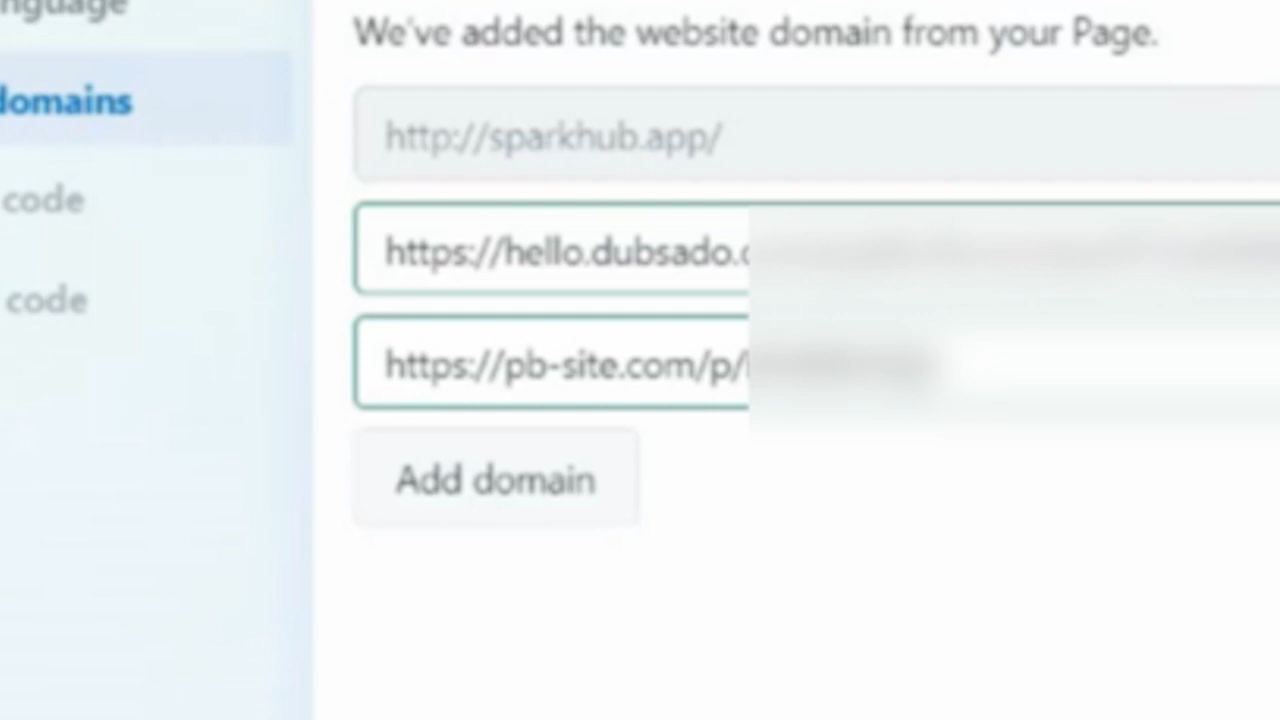 nguage
We've added the website domain from your Page.
domains
http://sparkhub.app/
code
https://hello.dubsado.
code
https://pb-site.com/p/
Add domain